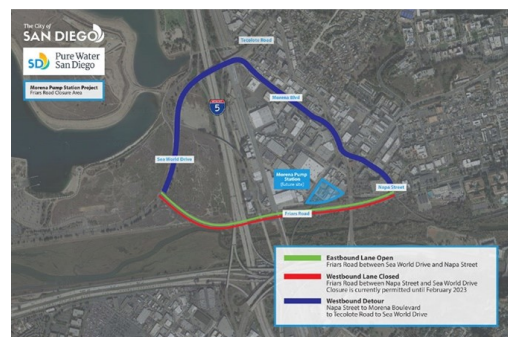 The City of
SAN DIEGO
SD
Pure Water
San Diego
Morena Pump Station Project
Friars Road Closure Area
Tecolote Road
5
Morena Blvd
Sea World Drive
Morena Pump
Station
(future site)
Napa Street
Friars Road
Eastbound Lane Open
Friars Road between Sea World Drive and Napa Street
Westbound Lane Closed
Friars Road between Napa Street and Sea World Drive
Closure is currently permitted until February 2023
Westbound Detour
Napa Street to Morena Boulevard
to Tecolote Road to Sea World Drive